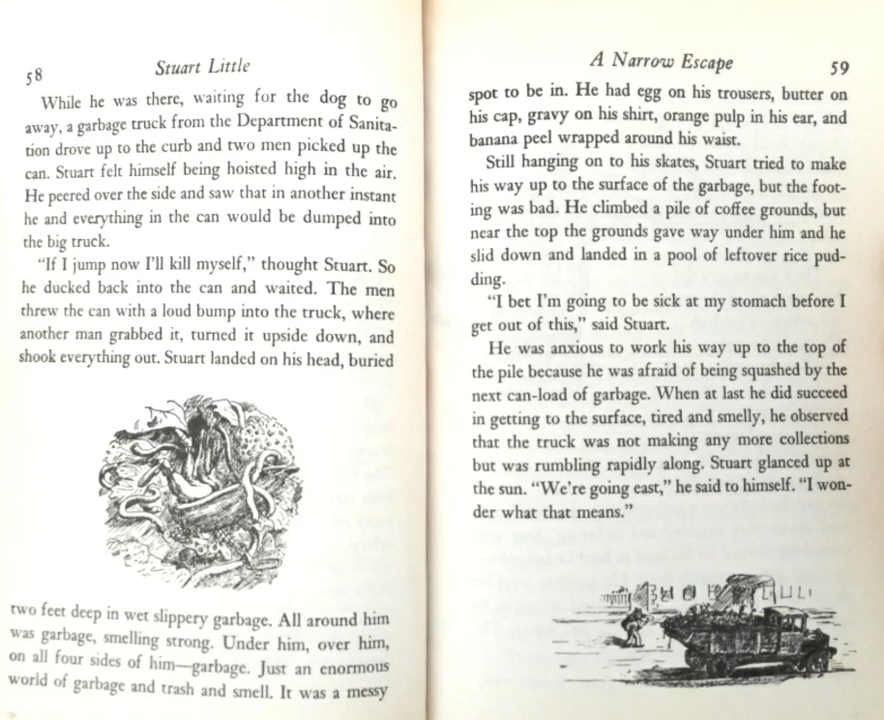 58
Stuart Little
While he was there, waiting for the dog to go
away, a garbage truck from the Department of Sanita-
tion drove up to the curb and two men picked up the
can. Stuart felt himself being hoisted high in the air.
He peered over the side and saw that in another instant
he and everything in the can would be dumped into
the big truck.
"If I jump now I'll kill myself," thought Stuart. So
he ducked back into the can and waited. The men
threw the can with a loud bump into the truck, where
another man grabbed it, turned it upside down, and
shook everything out. Stuart landed on his head, buried
two feet deep in wet slippery garbage. All around him
was garbage, smelling strong. Under him, over him,
on all four sides of him—garbage. Just an enormous
world of garbage and trash and smell. It was a messy
A Narrow Escape
59
spot to be in. He had egg on his trousers, butter on
his cap, gravy on his shirt, orange pulp in his ear, and
banana peel wrapped around his waist.
Still hanging on to his skates, Stuart tried to make
his way up to the surface of the garbage, but the foot-
ing was bad. He climbed a pile of coffee grounds, but
near the top the grounds gave way under him and he
slid down and landed in a pool of leftover rice pud-
ding.
"I bet I'm going to be sick at my stomach before I
get out of this," said Stuart.
He was anxious to work his way up to the top of
the pile because he was afraid of being squashed by the
next can-load of garbage. When at last he did succeed
in getting to the surface, tired and smelly, he observed
that the truck was not making any more collections
but was rumbling rapidly along. Stuart glanced up at
the sun. "We're going east," he said to himself. "I won-
der what that means."